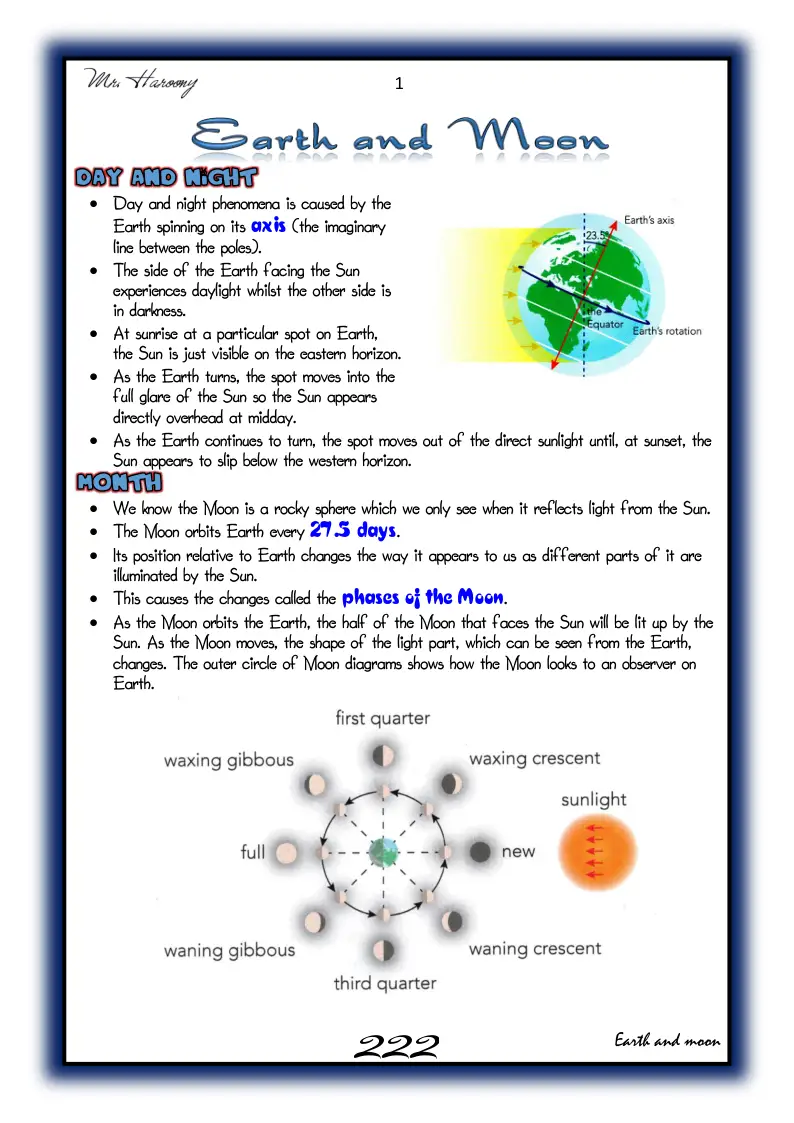 Mr. Haroony
1
Earth and Moon
DAY AND NiGHT
• Day and night phenomena is caused by the
Earth spinning on its axis (the imaginary
line between the poles).
• The side of the Earth facing the Sun
experiences daylight whilst the other side is
in darkness.
• At sunrise at a particular spot on Earth,
the Sun is just visible on the eastern horizon.
• As the Earth turns, the spot moves into the
full glare of the Sun so the Sun appears
directly overhead at midday.
Earth's axis
23.5°
the
Equator
Earth's rotation
• As the Earth continues to turn, the spot moves out of the direct sunlight until, at sunset, the
Sun appears to slip below the western horizon.
MONTH
• We know the Moon is a rocky sphere which we only see when it reflects light from the Sun.
• The Moon orbits Earth every 27.5 days.
• Its position relative to Earth changes the way it appears to us as different parts of it are
illuminated by the Sun.
• This causes the changes called the phases of the Moon.
• As the Moon orbits the Earth, the half of the Moon that faces the Sun will be lit up by the
Sun. As the Moon moves, the shape of the light part, which can be seen from the Earth,
changes. The outer circle of Moon diagrams shows how the Moon looks to an observer on
Earth.
first quarter
waxing gibbous
waxing crescent
sunlight
full
new
waning gibbous
waning crescent
third quarter
222
Earth and moon